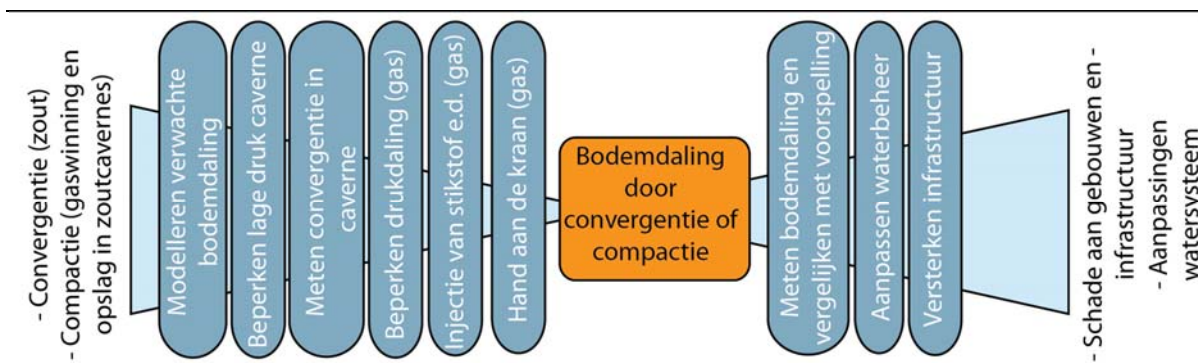 - Convergentie (zout)
- Compactie (gaswinning en
opslag in zoutcavernes)
Modelleren verwachte
bodemdaling
Beperken lage druk caverne
Meten convergentie in
caverne
Beperken drukdaling (gas)
Injectie van stikstof e.d. (gas)
Hand aan de kraan (gas)
Bodemdaling
door
convergentie of
compactie
Meten bodemdaling en
vergelijken met voorspelling
Aanpassen waterbeheer
Versterken infrastructuur
- Schade aan gebouwen en -
infrastructuur
- Aanpassingen
watersysteem